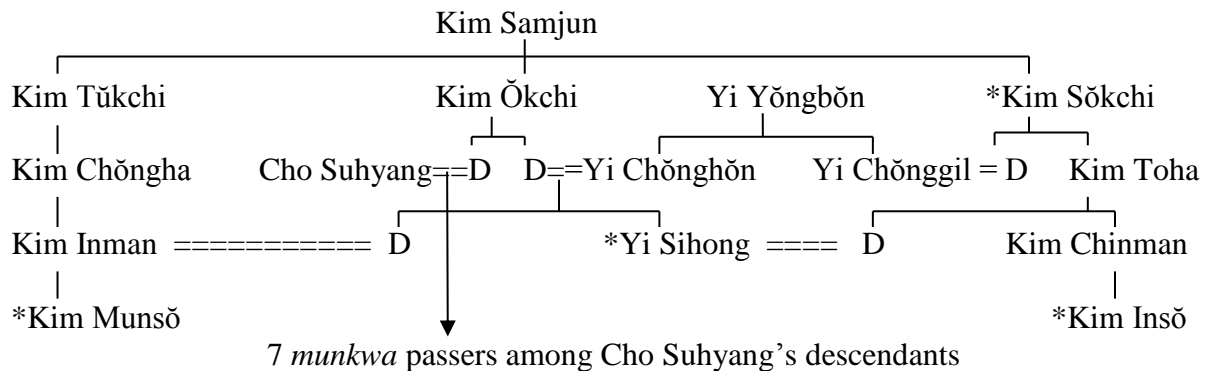 Kim Samjun
Kim Tŭkchi Kim Ŏkchi Yi Yŏngbŏn *Kim Sŏkchi
Kim Chŏngha Cho Suhyang==D D==Yi Chŏnghŏn Yi Chŏnggil = D Kim Toha
Kim Inman =========== D *Yi Sihong ==== D Kim Chinman
*Kim Munsŏ *Kim Insŏ
7 munkwa passers among Cho Suhyang’s descendants